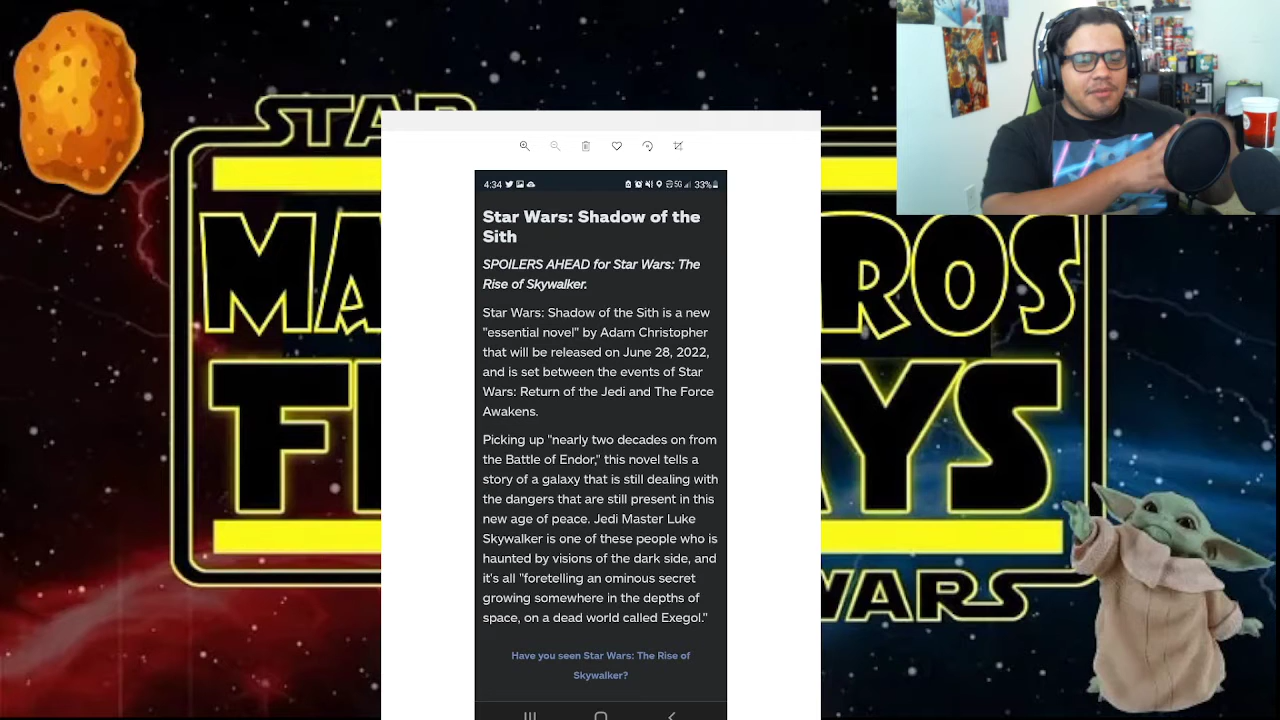 STAR
4:34
5G
33%
Star Wars: Shadow of the
Sith
SPOILERS AHEAD for Star Wars: The
Rise of Skywalker.
Star Wars: Shadow of the Sith is a new
"essential novel" by Adam Christopher
that will be released on June 28, 2022,
and is set between the events of Star
Wars: Return of the Jedi and The Force
Awakens.
Picking up "nearly two decades on from
the Battle of Endor," this novel tells a
story of a galaxy that is still dealing with
the dangers that are still present in this
new age of peace. Jedi Master Luke
Skywalker is one of these people who is
haunted by visions of the dark side, and
it's all "foretelling an ominous secret
growing somewhere in the depths of
space, on a dead world called Exegol."
Have you seen Star Wars: The Rise of
Skywalker?
WARS